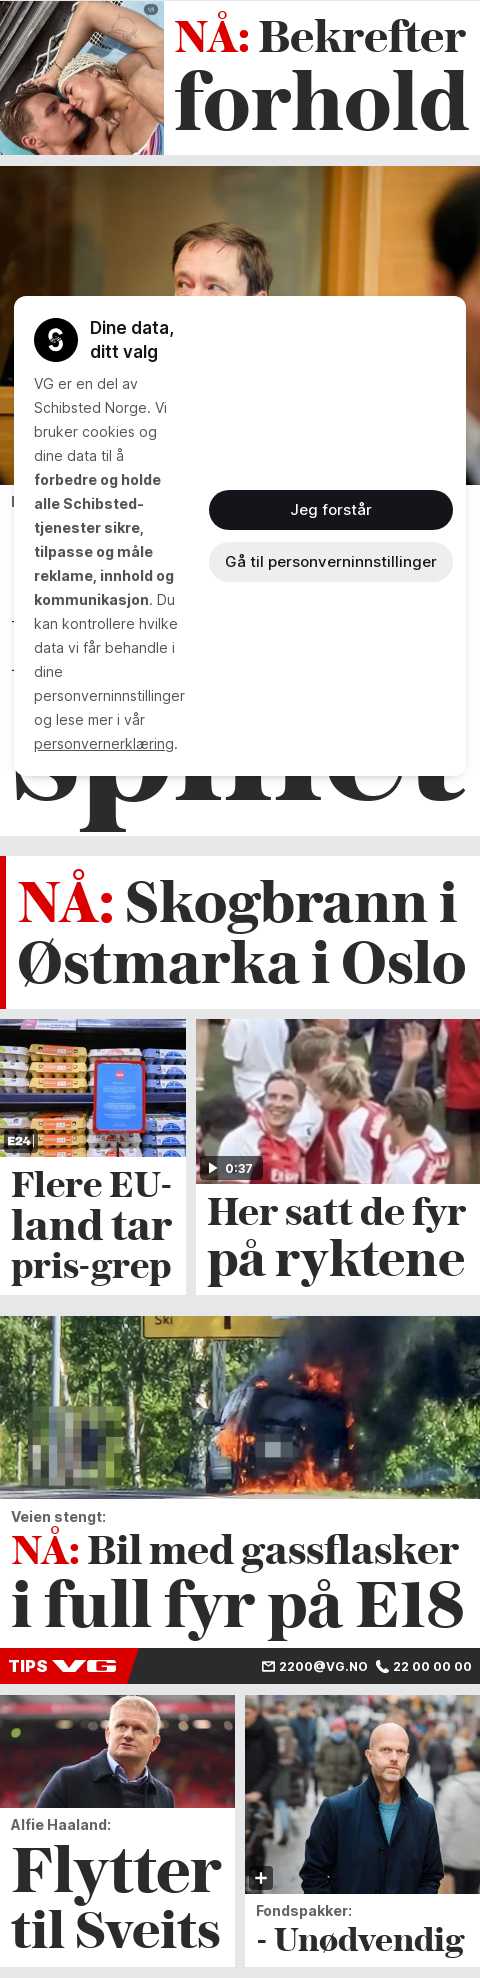 NÅ: Bekrefter
forhold
Dine data,
ditt valg
VG er en del av
Schibsted Norge. Vi
bruker cookies og
dine data til å
forbedre og holde
alle Schibsted-
tjenester sikre,
tilpasse og måle
reklame, innhold og
kommunikasjon. Du
kan kontrollere hvilke
data vi får behandle i
dine
personverninnstillinger
og lese mer i vår
personvernerklæring.
Jeg forstår
Gå til personverninnstillinger
NÅ: Skogbrann i
Østmarka i Oslo
E24
0:37
Flere EU-
land tar
pris-grep
Her satt de fyr
på ryktene
Ski
Veien stengt:
NÅ: Bil med gassflasker
i full fyr på E18
TIPS VG
2200@VG.NO
22 00 00 00
Alfie Haaland:
Flytter
til Sveits
Fondspakker:
- Unødvendig